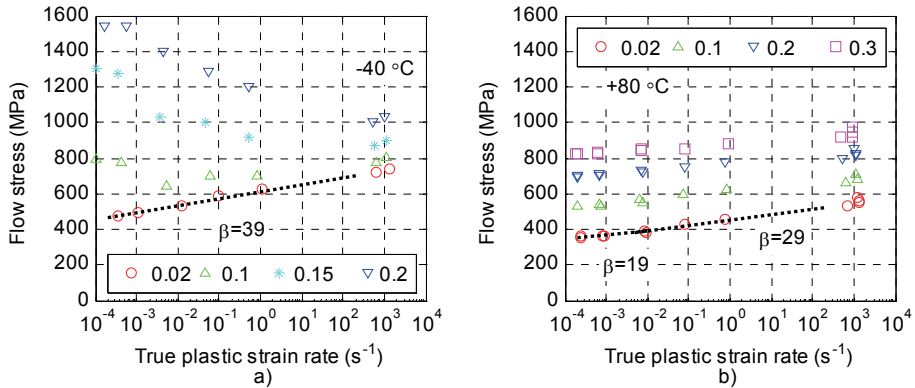 1600
1400
1200
1000
800
600
400
200
0
Flow stress (MPa)
-40 °C
β=39
0.02 0.1 0.15 0.2
10⁻⁴ 10⁻³ 10⁻² 10⁻¹ 10⁰ 10¹ 10² 10³ 10⁴
True plastic strain rate (s⁻¹)
a)
1600
1400
1200
1000
800
600
400
200
0
Flow stress (MPa)
0.02 0.1 0.2 0.3
+80 °C
β=29
β=19
10⁻⁴ 10⁻³ 10⁻² 10⁻¹ 10⁰ 10¹ 10² 10³ 10⁴
True plastic strain rate (s⁻¹)
b)